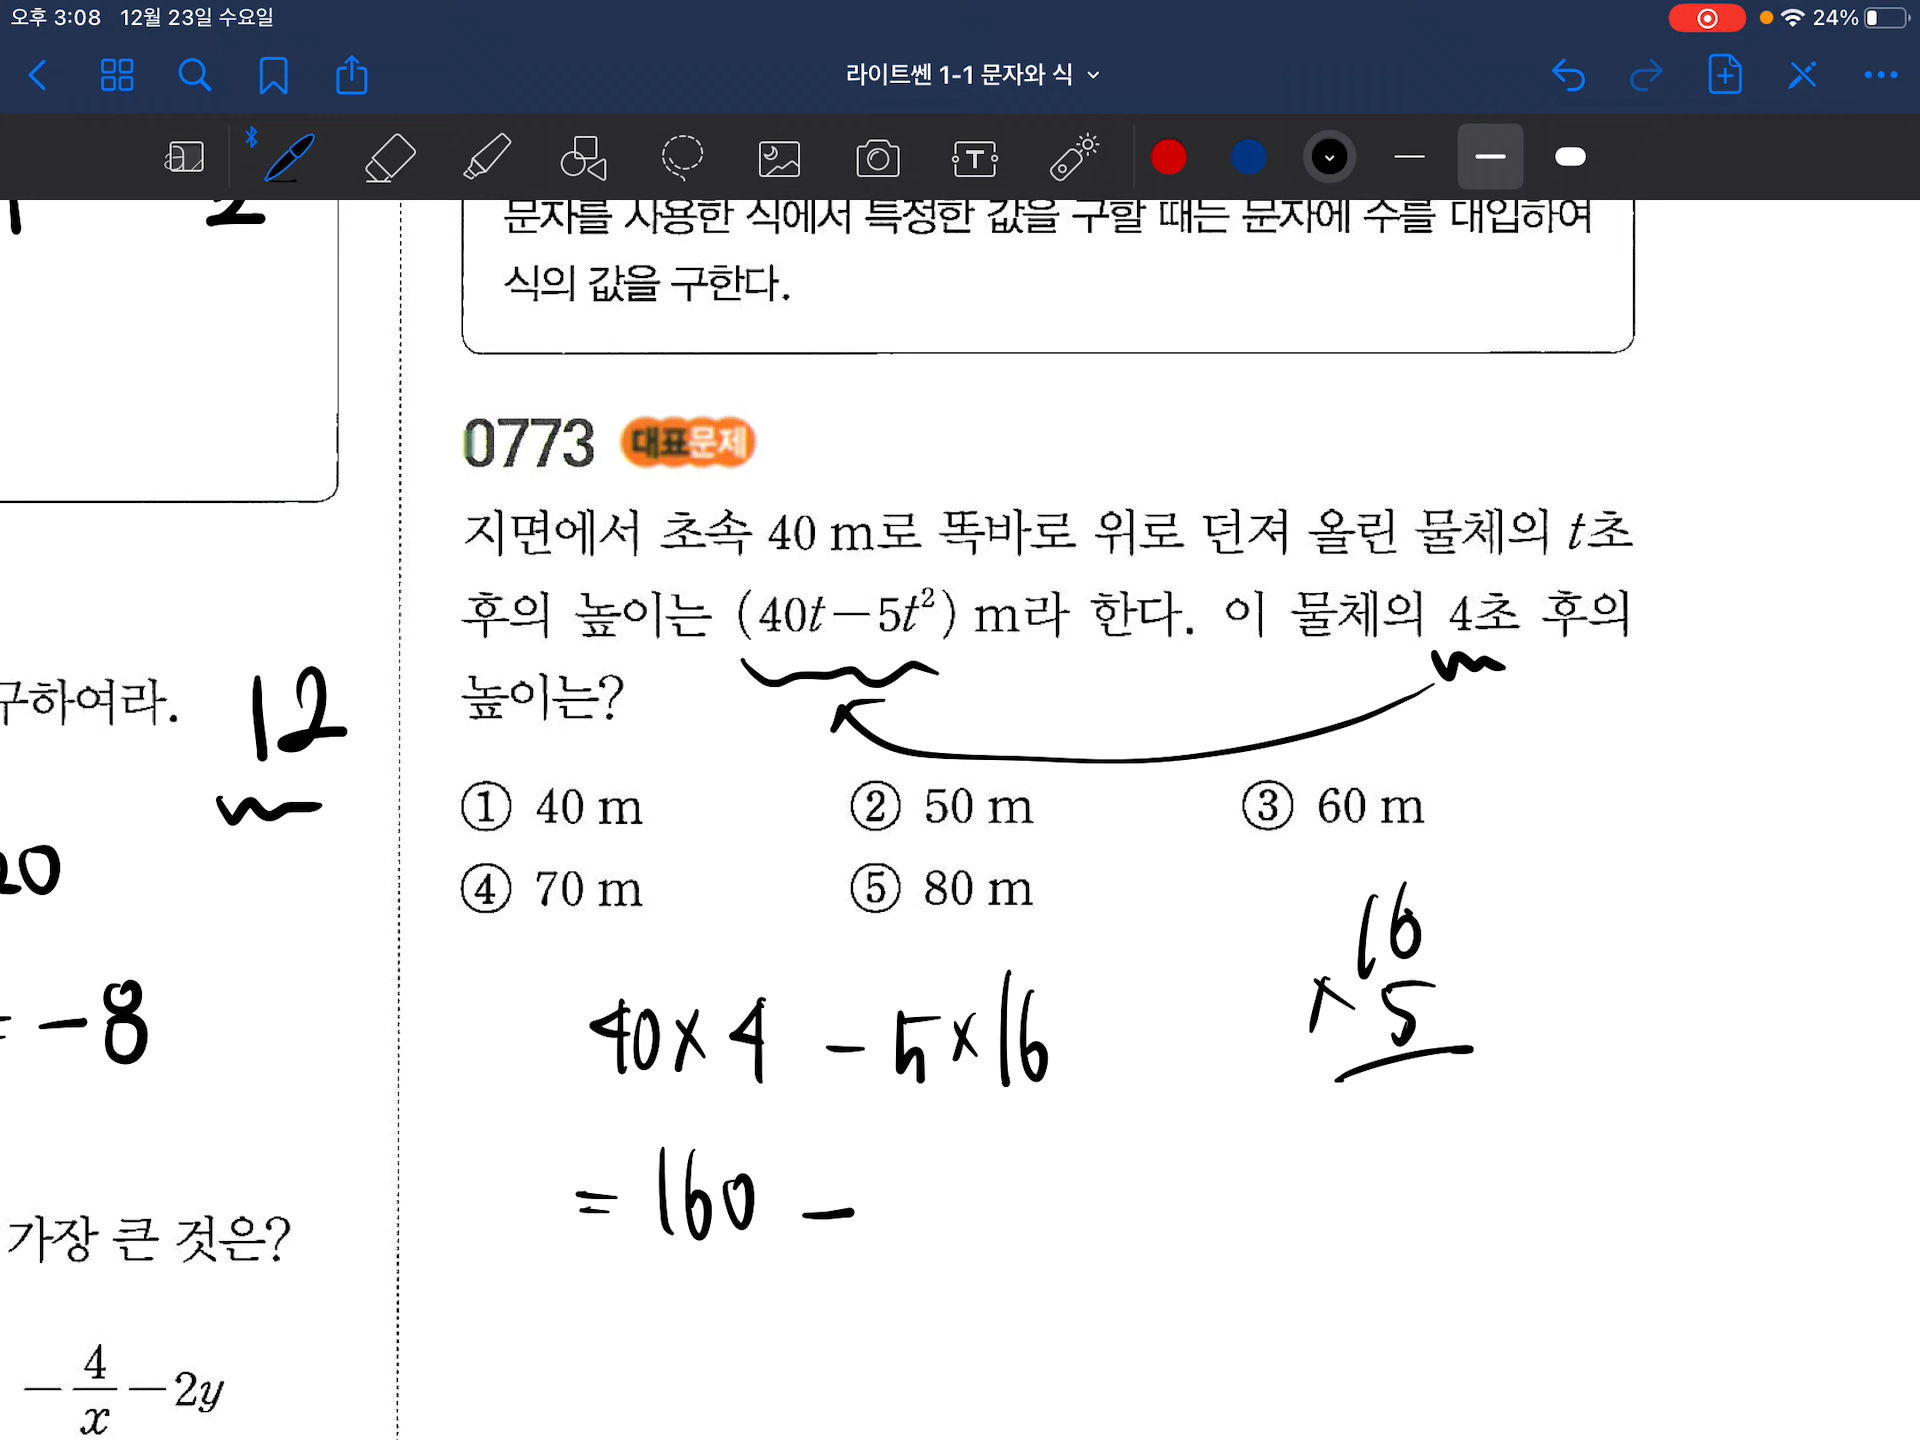 오후 3:08 12월 23일 수요일
24%
라이트쎈 1-1 문자와 식
2
문자를 사용한 식에서 특정한 값을 구할 때는 문자에 수를 대입하여
식의 값을 구한다.
0773 대표문제
지면에서 초속 40 m로 똑바로 위로 던져 올린 물체의 t초
후의 높이는 (40t-5t²) m라 한다. 이 물체의 4초 후의
높이는?
① 40 m ② 50 m ③ 60 m
④ 70 m ⑤ 80 m
16
× 5
40×4 - 5×16
= 160 -
구하여라. 12
20
= -8
가장 큰 것은?
-4/x-2y